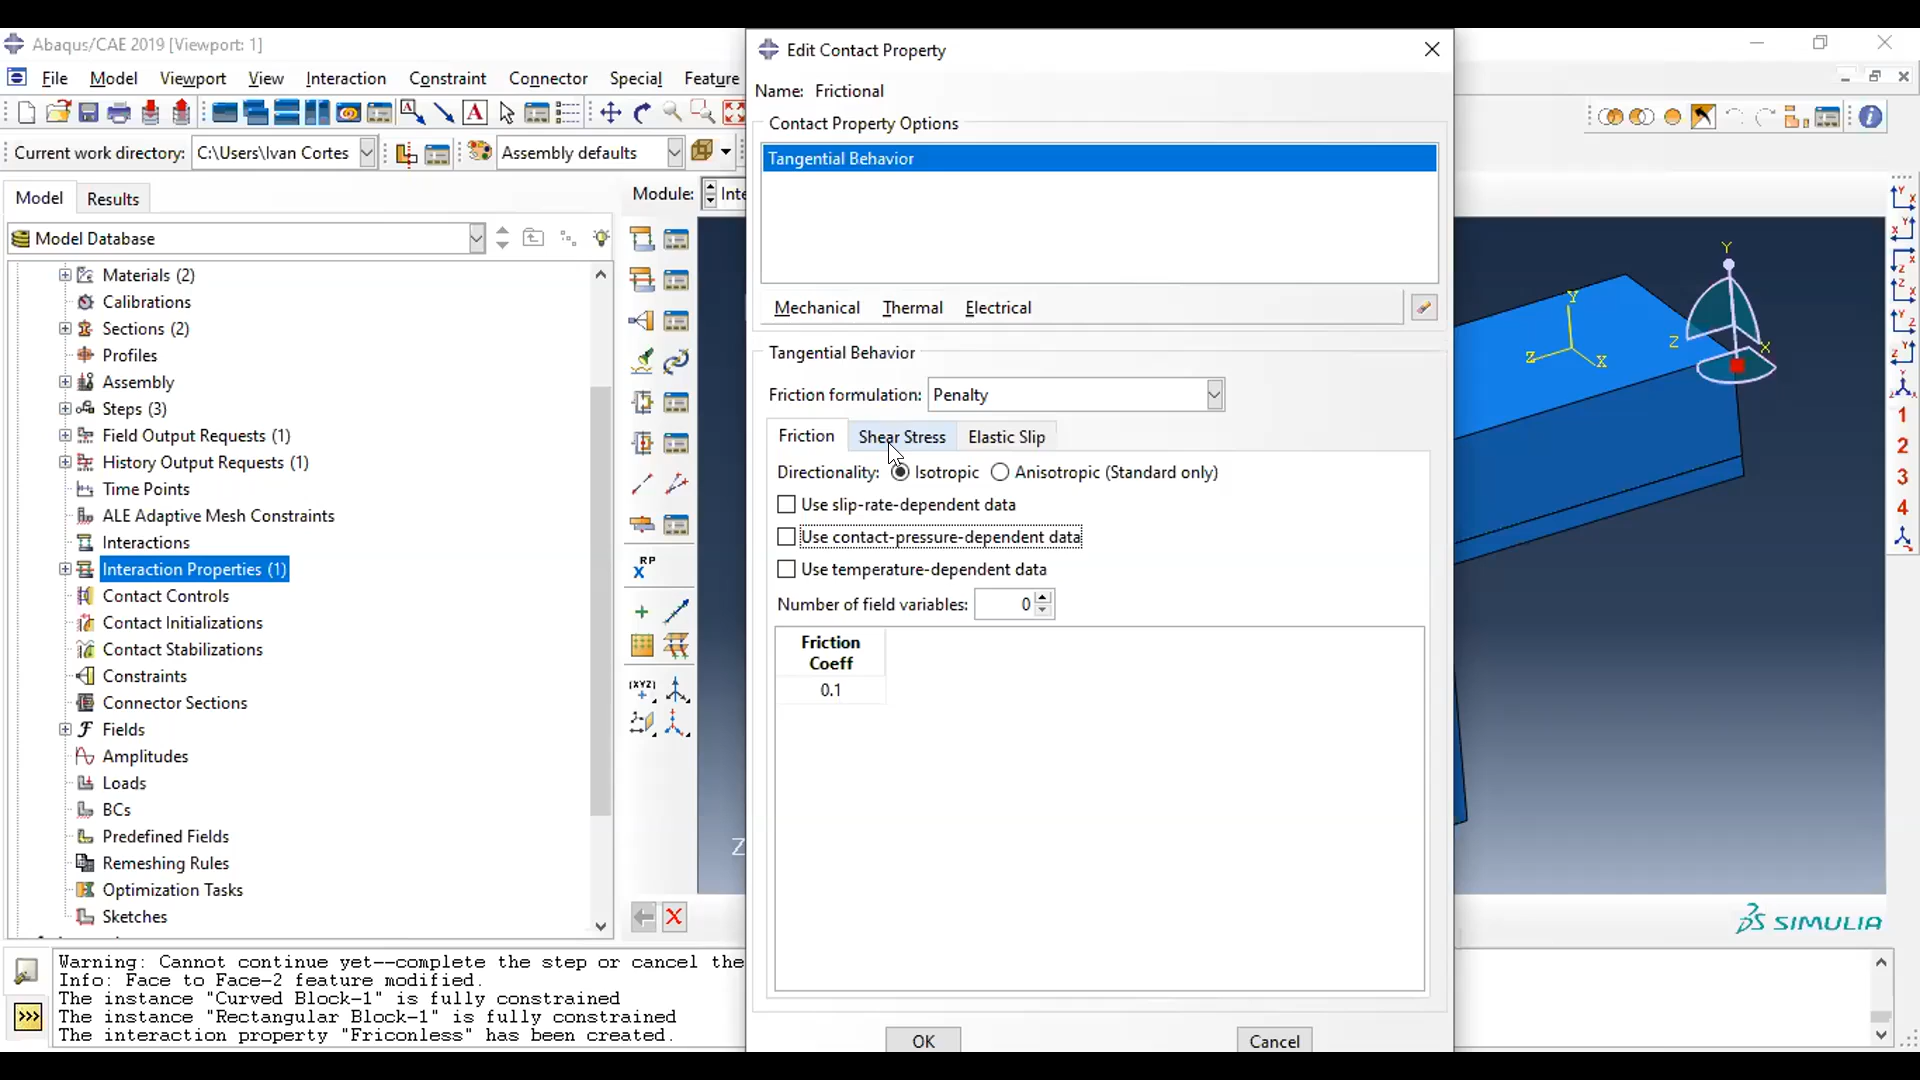 Abaqus/CAE 2019 [Viewport: 1]
File Model Viewport View Interaction Constraint Connector Special Feature
Current work directory: C:\Users\Ivan Cortes Assembly defaults
Model Results
Module: Inte
Model Database
Materials (2)
Calibrations
Sections (2)
Profiles
Assembly
Steps (3)
Field Output Requests (1)
History Output Requests (1)
Time Points
ALE Adaptive Mesh Constraints
Interactions
Interaction Properties (1)
Contact Controls
Contact Initializations
Contact Stabilizations
Constraints
Connector Sections
Fields
Amplitudes
Loads
BCs
Predefined Fields
Remeshing Rules
Optimization Tasks
Sketches
RP
X
(XYZ)
Z
Edit Contact Property
Name: Frictional
Contact Property Options
Tangential Behavior
Mechanical Thermal Electrical
Tangential Behavior
Friction formulation: Penalty
Friction Shear Stress Elastic Slip
Directionality: Isotropic Anisotropic (Standard only)
Use slip-rate-dependent data
Use contact-pressure-dependent data
Use temperature-dependent data
Number of field variables: 0
Friction
Coeff
0.1
OK Cancel
Y
Z X
Y
Z X
1
2
3
4
SIMULIA
Warning: Cannot continue yet--complete the step or cancel the
Info: Face to Face-2 feature modified.
The instance "Curved Block-1" is fully constrained
The instance "Rectangular Block-1" is fully constrained
The interaction property "Friconless" has been created.